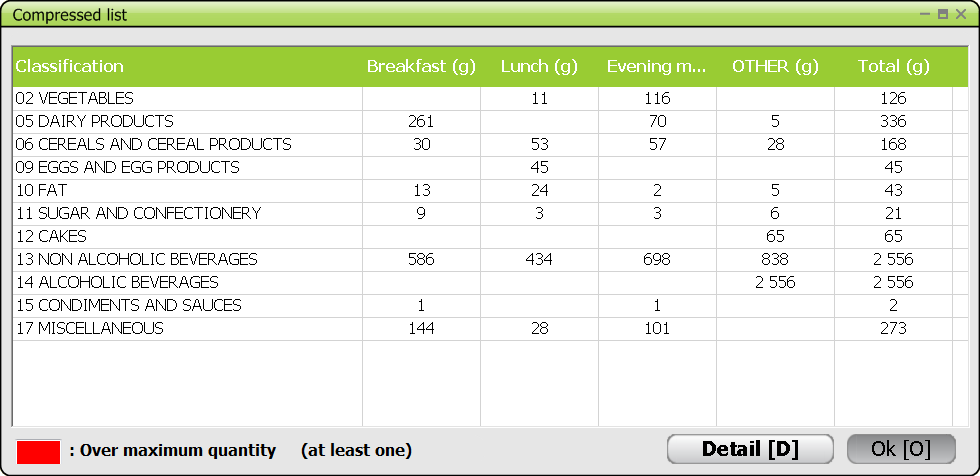 Compressed list
Classification Breakfast (g) Lunch (g) Evening m... OTHER (g) Total (g)
02 VEGETABLES 11 116 126
05 DAIRY PRODUCTS 261 70 5 336
06 CEREALS AND CEREAL PRODUCTS 30 53 57 28 168
09 EGGS AND EGG PRODUCTS 45 45
10 FAT 13 24 2 5 43
11 SUGAR AND CONFECTIONERY 9 3 3 6 21
12 CAKES 65 65
13 NON ALCOHOLIC BEVERAGES 586 434 698 838 2 556
14 ALCOHOLIC BEVERAGES 2 556 2 556
15 CONDIMENTS AND SAUCES 1 1 2
17 MISCELLANEOUS 144 28 101 273
: Over maximum quantity (at least one) Detail [D] Ok [O]